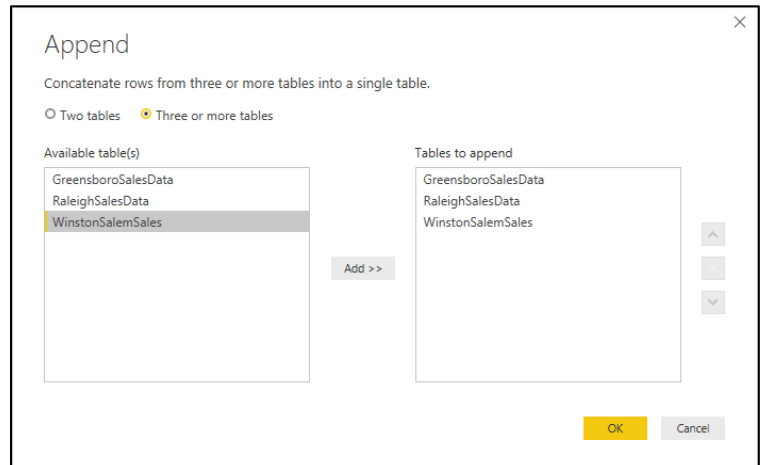 Append
Concatenate rows from three or more tables into a single table.
Two tables Three or more tables
Available table(s)
GreensboroSalesData
RaleighSalesData
WinstonSalemSales
Add >>
Tables to append
GreensboroSalesData
RaleighSalesData
WinstonSalemSales
OK Cancel